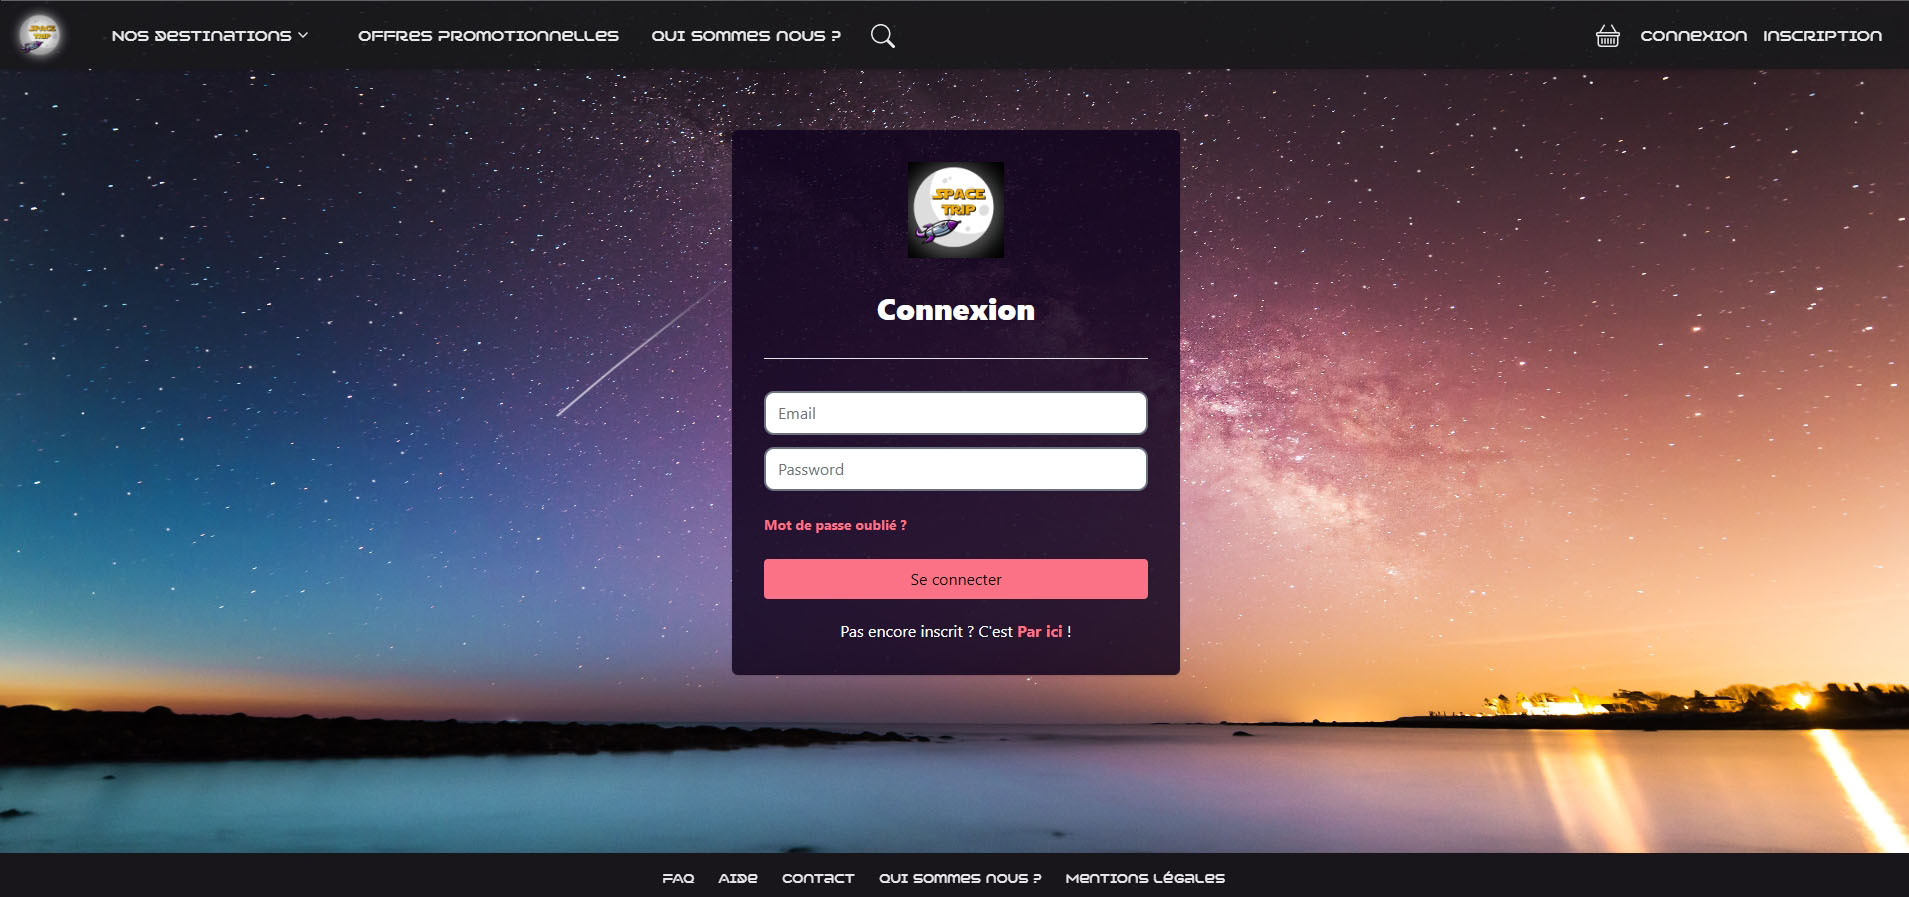 SPACE TRIP
Nos Destinations
Offres promotionnelles
Qui sommes nous ?
Connexion
Inscription
SPACE
TRIP
Connexion
Email
Password
Mot de passe oublié ?
Se connecter
Pas encore inscrit ? C'est Par ici !
FAQ
Aide
Contact
Qui sommes nous ?
Mentions légales